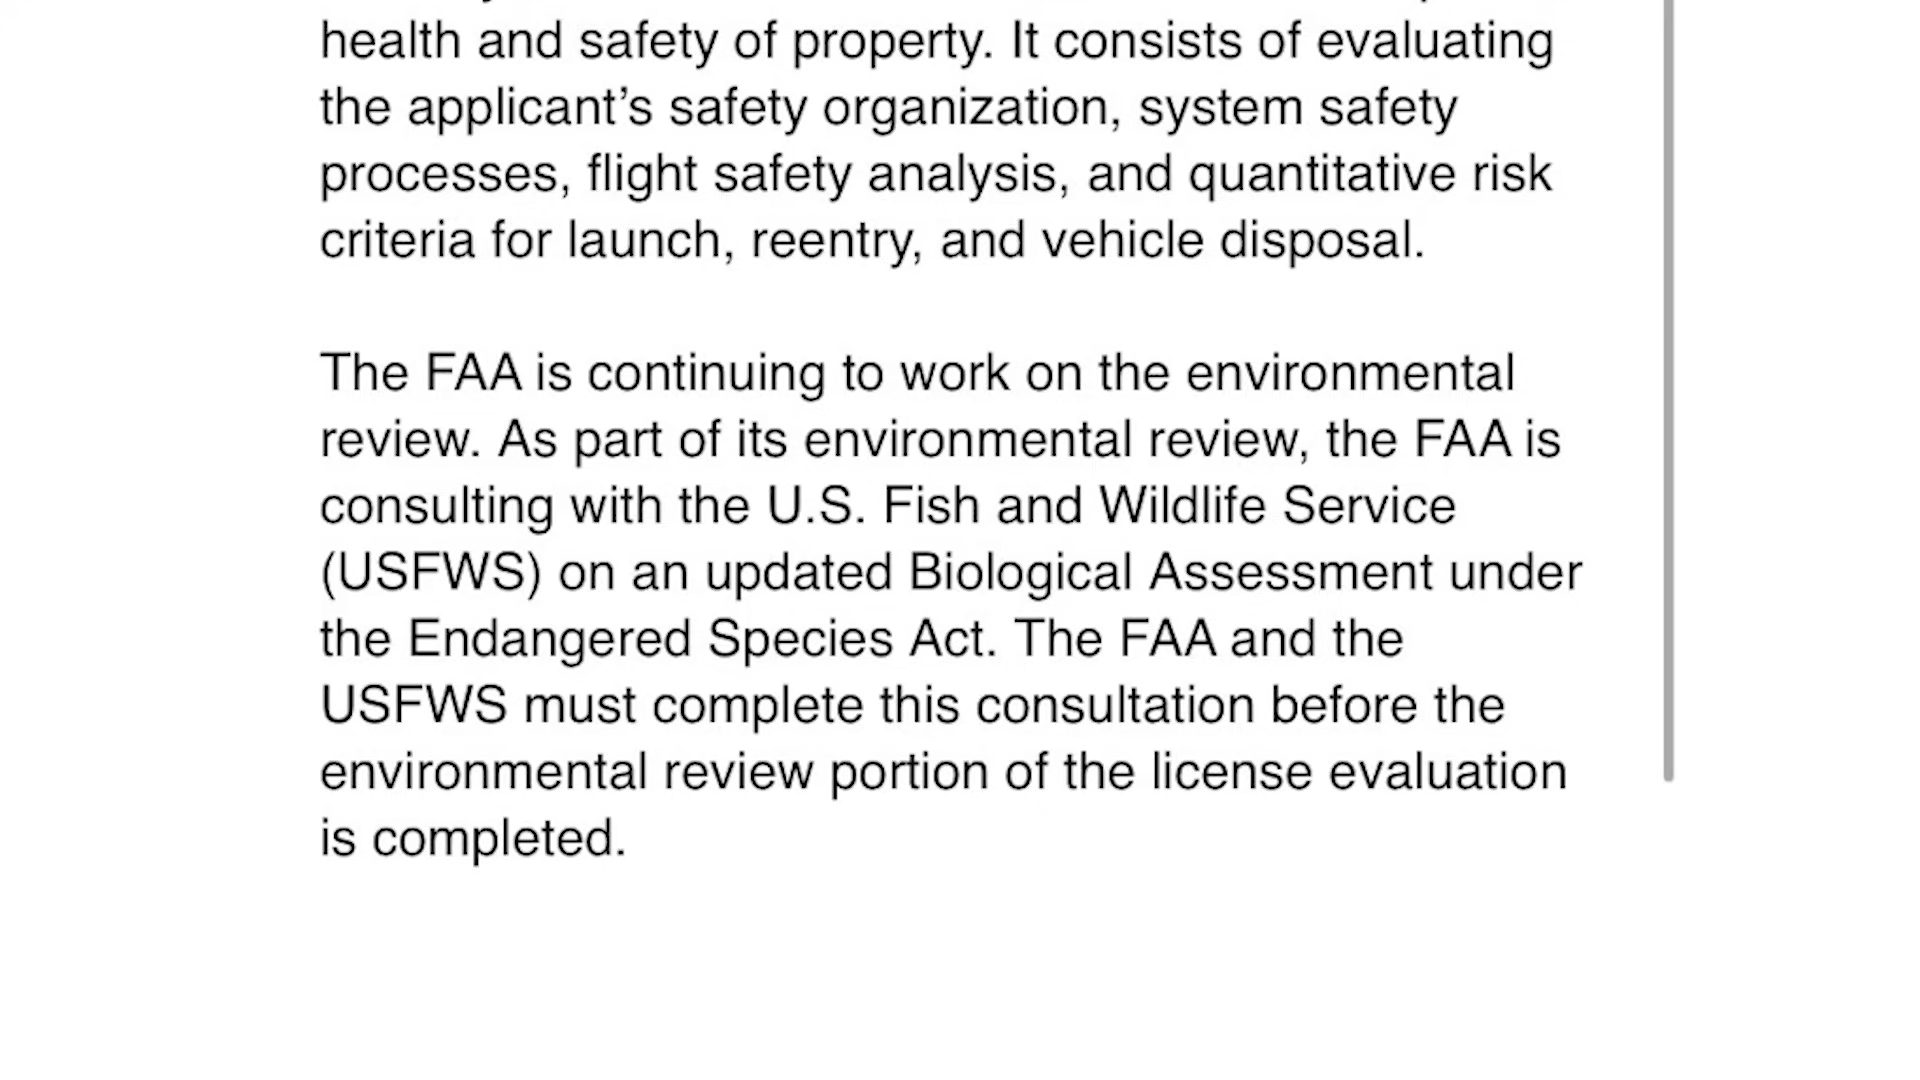 health and safety of property. It consists of evaluating
the applicant’s safety organization, system safety
processes, flight safety analysis, and quantitative risk
criteria for launch, reentry, and vehicle disposal.
The FAA is continuing to work on the environmental
review. As part of its environmental review, the FAA is
consulting with the U.S. Fish and Wildlife Service
(USFWS) on an updated Biological Assessment under
the Endangered Species Act. The FAA and the
USFWS must complete this consultation before the
environmental review portion of the license evaluation
is completed.